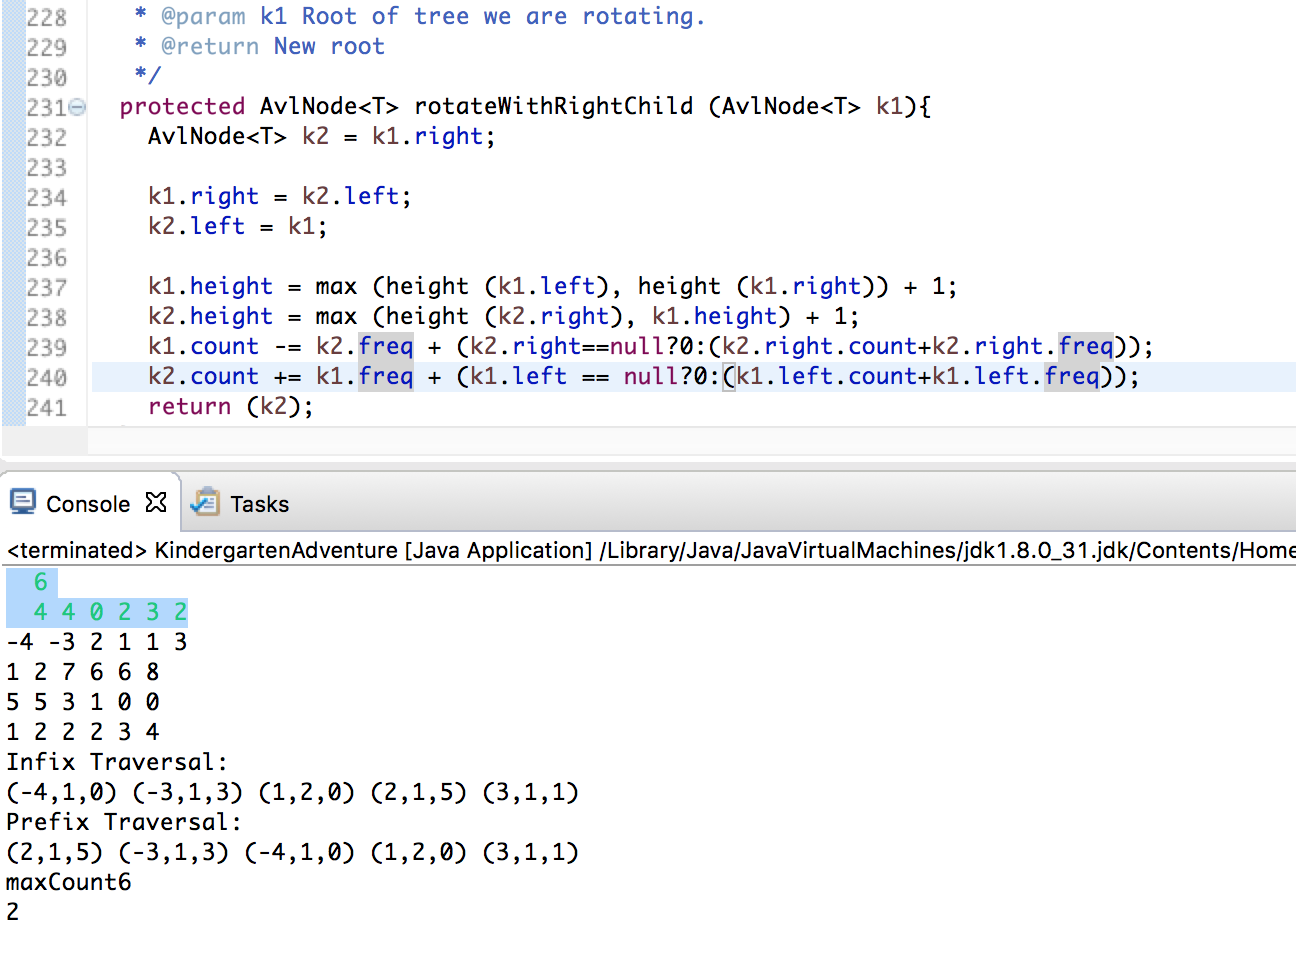 228 * @param k1 Root of tree we are rotating.
229 * @return New root
230 */
231 protected AvlNode<T> rotateWithRightChild (AvlNode<T> k1){
232 AvlNode<T> k2 = k1.right;
233
234 k1.right = k2.left;
235 k2.left = k1;
236
237 k1.height = max (height (k1.left), height (k1.right)) + 1;
238 k2.height = max (height (k2.right), k1.height) + 1;
239 k1.count -= k2.freq + (k2.right==null?0:(k2.right.count+k2.right.freq));
240 k2.count += k1.freq + (k1.left == null?0:(k1.left.count+k1.left.freq));
241 return (k2);
Console Tasks
<terminated> KindergartenAdventure [Java Application] /Library/Java/JavaVirtualMachines/jdk1.8.0_31.jdk/Contents/Home
6
4 4 0 2 3 2
-4 -3 2 1 1 3
1 2 7 6 6 8
5 5 3 1 0 0
1 2 2 2 3 4
Infix Traversal:
(-4,1,0) (-3,1,3) (1,2,0) (2,1,5) (3,1,1)
Prefix Traversal:
(2,1,5) (-3,1,3) (-4,1,0) (1,2,0) (3,1,1)
maxCount6
2